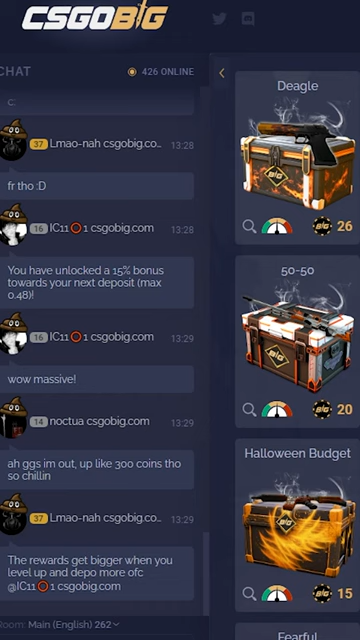 CSGOBIG
CHAT
426 ONLINE
c.
37 Lmao-nah csgobig.co... 13:28
fr tho :D
16 IC11⭕1 csgobig.com 13:28
You have unlocked a 15% bonus
towards your next deposit (max
0.48)!
16 IC11⭕1 csgobig.com 13:29
wow massive!
14 noctua csgobig.com 13:29
ah ggs im out, up like 300 coins tho
so chillin
37 Lmao-nah csgobig.co... 13:29
The rewards get bigger when you
level up and depo more ofc
@IC11⭕1 csgobig.com
Room: Main (English) 262
Deagle
BIG
26
50-50
BIG
20
Halloween Budget
BIG
15
Fearful